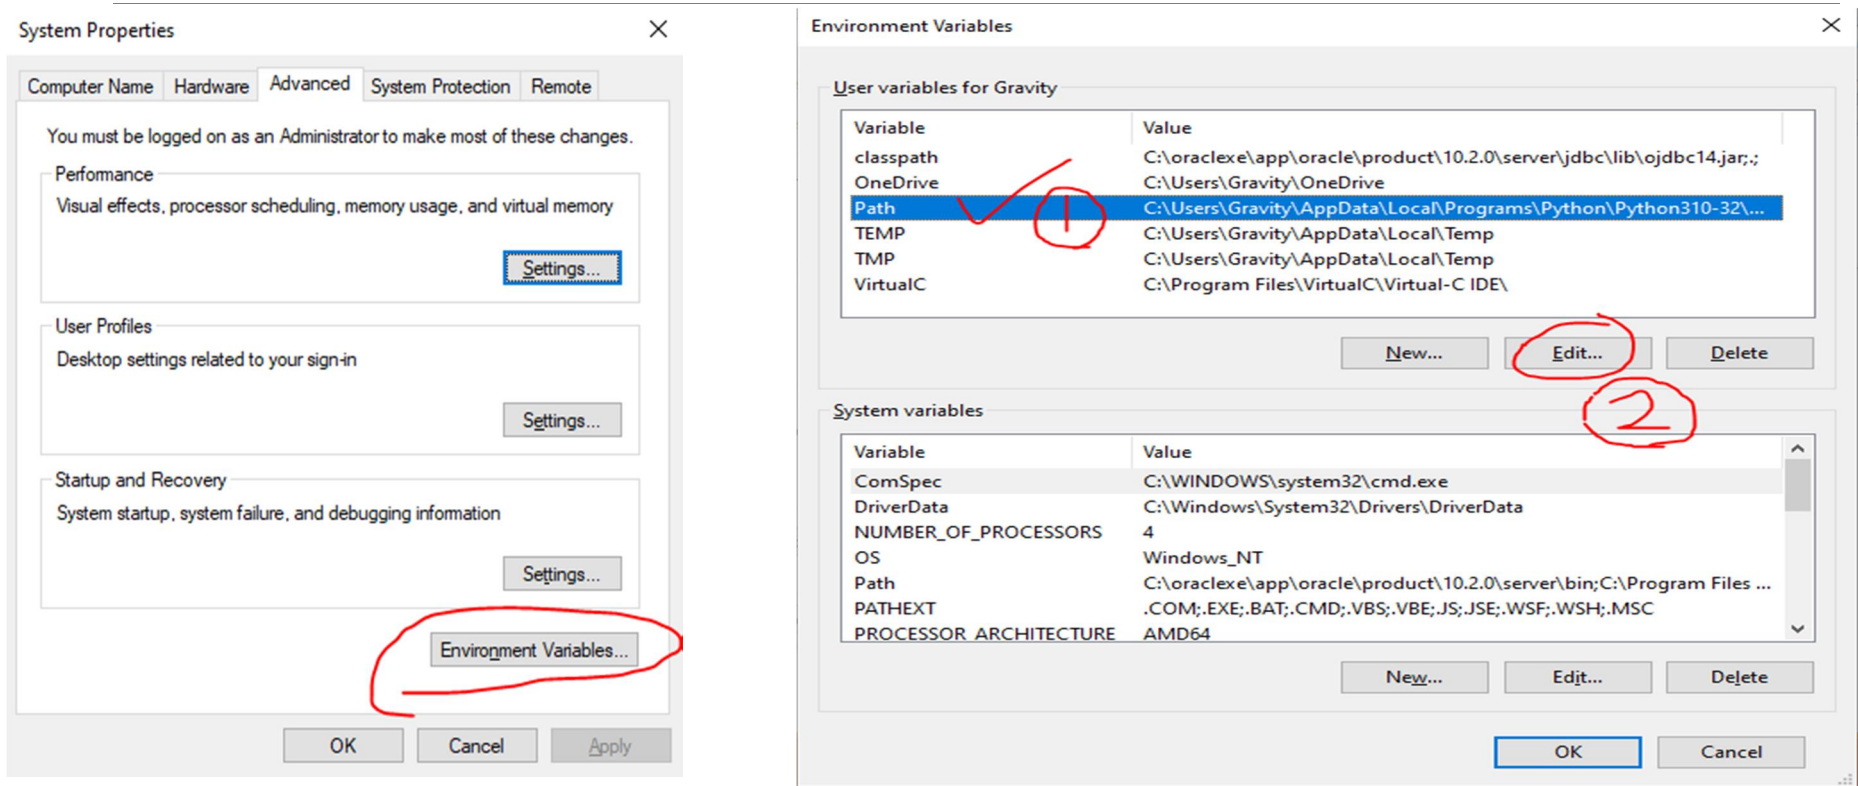 System Properties
Computer Name Hardware Advanced System Protection Remote
You must be logged on as an Administrator to make most of these changes.
Performance
Visual effects, processor scheduling, memory usage, and virtual memory
Settings...
User Profiles
Desktop settings related to your sign-in
Settings...
Startup and Recovery
System startup, system failure, and debugging information
Settings...
Environment Variables...
OK Cancel Apply
Environment Variables
User variables for Gravity
Variable Value
classpath C:\oraclexe\app\oracle\product\10.2.0\server\jdbc\lib\ojdbc14.jar;.;
OneDrive C:\Users\Gravity\OneDrive
Path C:\Users\Gravity\AppData\Local\Programs\Python\Python310-32\...
1
TEMP C:\Users\Gravity\AppData\Local\Temp
TMP C:\Users\Gravity\AppData\Local\Temp
VirtualC C:\Program Files\VirtualC\Virtual-C IDE\
New... Edit... Delete
2
System variables
Variable Value
ComSpec C:\WINDOWS\system32\cmd.exe
DriverData C:\Windows\System32\Drivers\DriverData
NUMBER_OF_PROCESSORS 4
OS Windows_NT
Path C:\oraclexe\app\oracle\product\10.2.0\server\bin;C:\Program Files ...
PATHEXT .COM;.EXE;.BAT;.CMD;.VBS;.VBE;.JS;.JSE;.WSF;.WSH;.MSC
PROCESSOR_ARCHITECTURE AMD64
New... Edit... Delete
OK Cancel